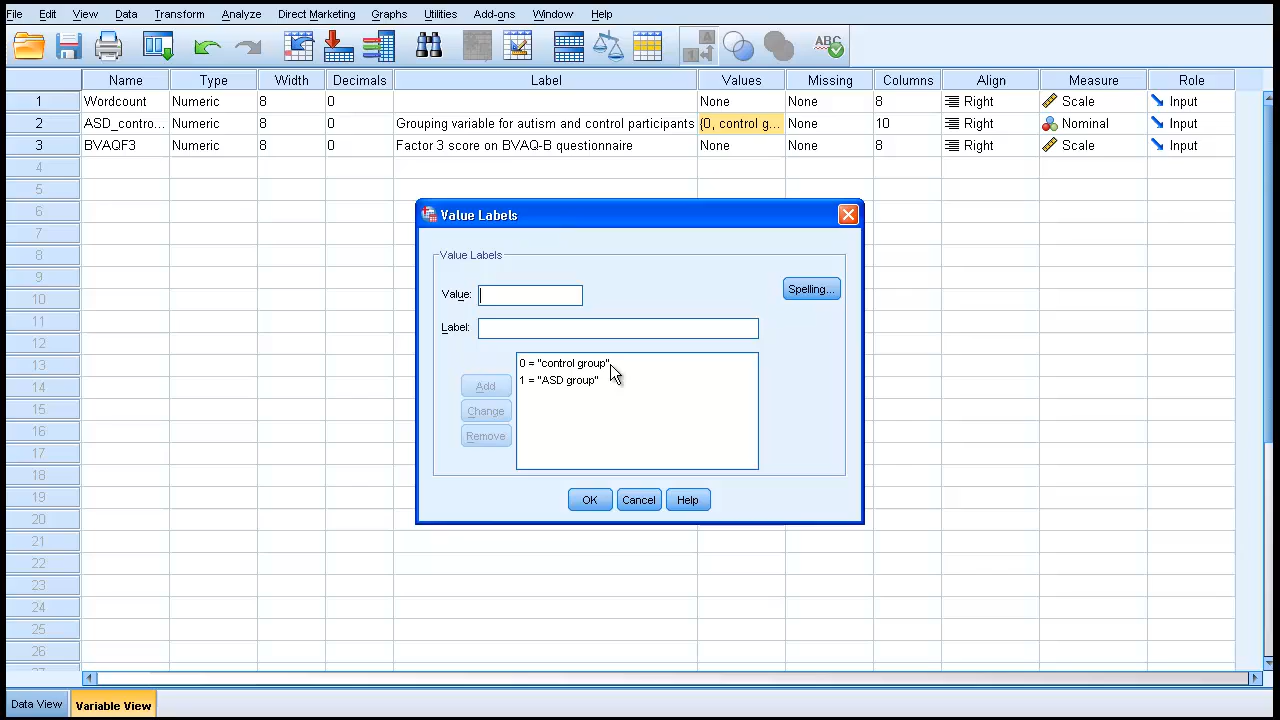 File Edit View Data Transform Analyze Direct Marketing Graphs Utilities Add-ons Window Help
A
1 4
ABC
Name Type Width Decimals Label Values Missing Columns Align Measure Role
1 Wordcount Numeric 8 0 None None 8 Right Scale Input
2 ASD_contro... Numeric 8 0 Grouping variable for autism and control participants {0, control g... None 10 Right Nominal Input
3 BVAQF3 Numeric 8 0 Factor 3 score on BVAQ-B questionnaire None None 8 Right Scale Input
4
5
6
7
8
9
10
11
12
13
14
15
16
17
18
19
20
21
22
23
24
25
26
Value Labels
Value Labels
Value:
Spelling...
Label:
0 = "control group"
1 = "ASD group"
Add
Change
Remove
OK Cancel Help
Data View Variable View